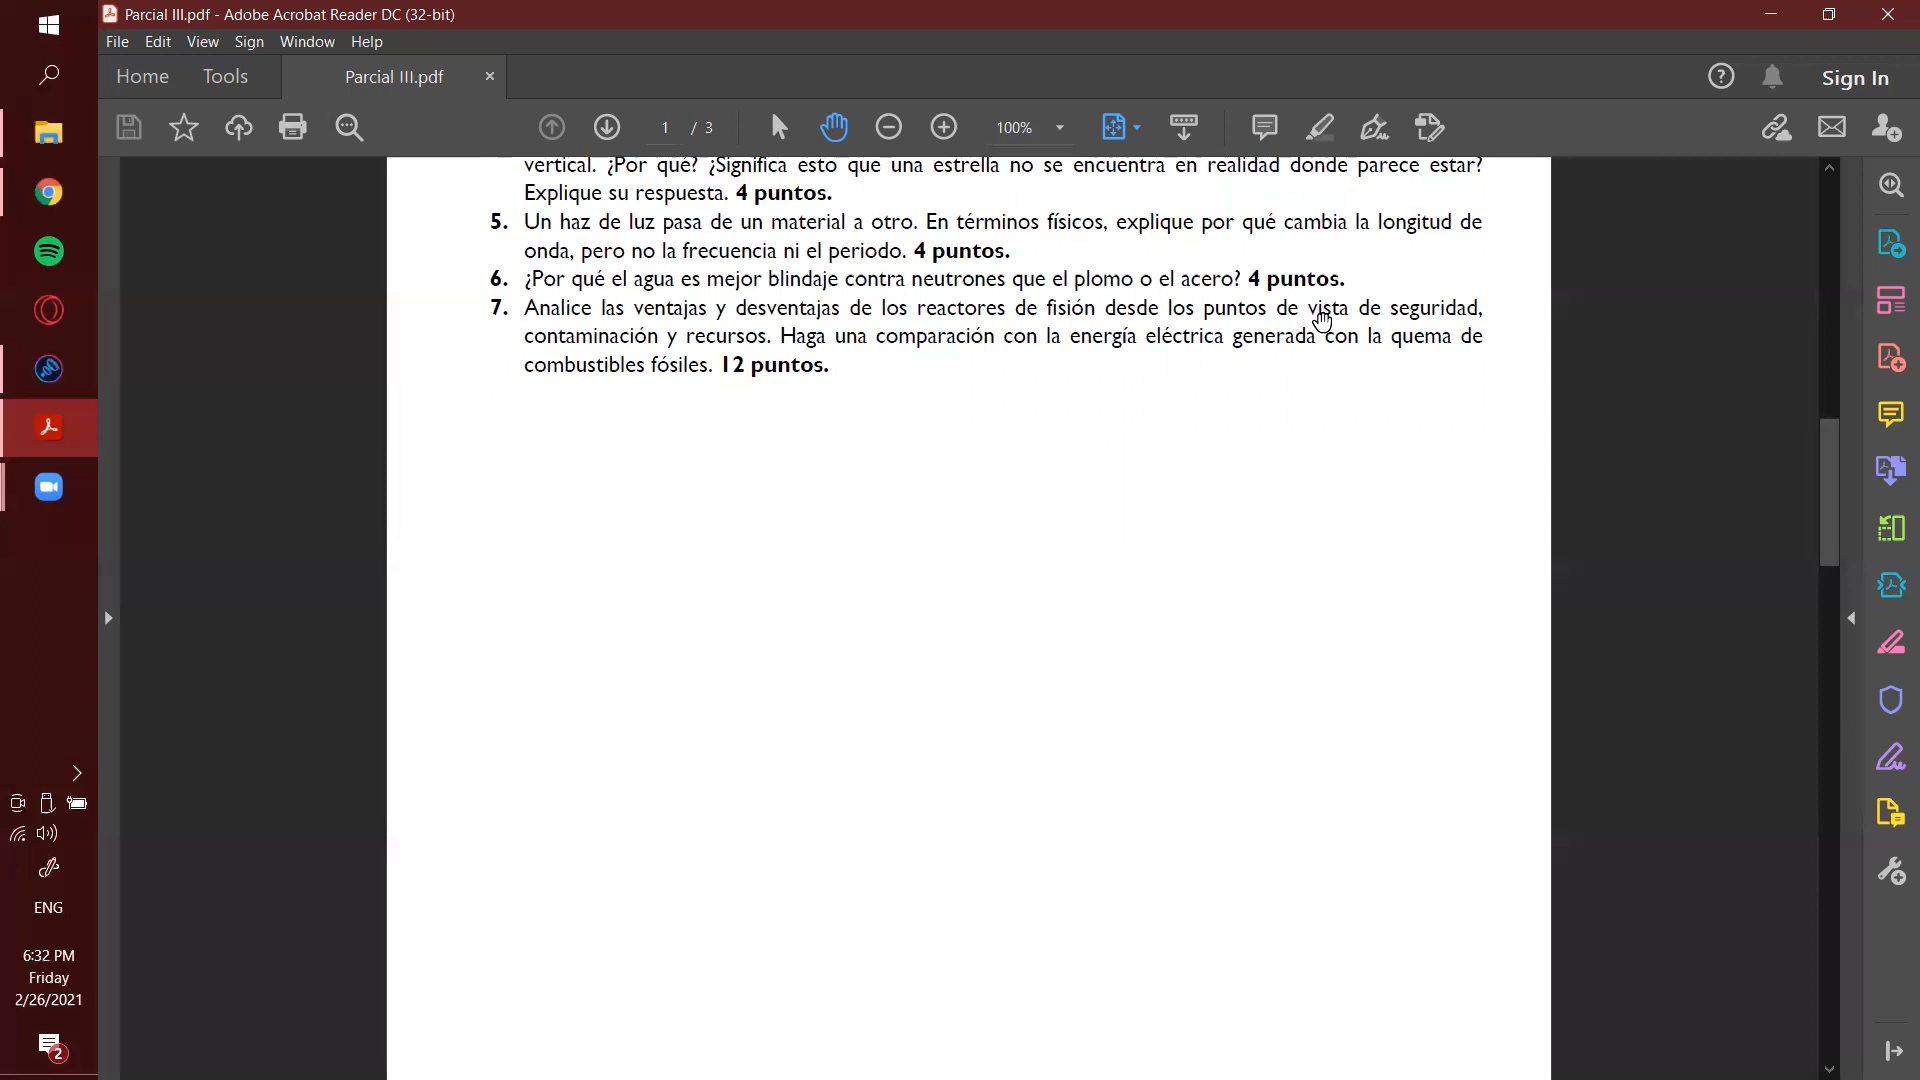 Parcial III.pdf - Adobe Acrobat Reader DC (32-bit)
File Edit View Sign Window Help
Home Tools Parcial III.pdf × Sign In
1 / 3 100%
vertical. ¿Por qué? ¿Significa esto que una estrella no se encuentra en realidad donde parece estar?
Explique su respuesta. 4 puntos.
5. Un haz de luz pasa de un material a otro. En términos físicos, explique por qué cambia la longitud de
onda, pero no la frecuencia ni el periodo. 4 puntos.
6. ¿Por qué el agua es mejor blindaje contra neutrones que el plomo o el acero? 4 puntos.
7. Analice las ventajas y desventajas de los reactores de fisión desde los puntos de vista de seguridad,
contaminación y recursos. Haga una comparación con la energía eléctrica generada con la quema de
combustibles fósiles. 12 puntos.
ENG
6:32 PM
Friday
2/26/2021
2